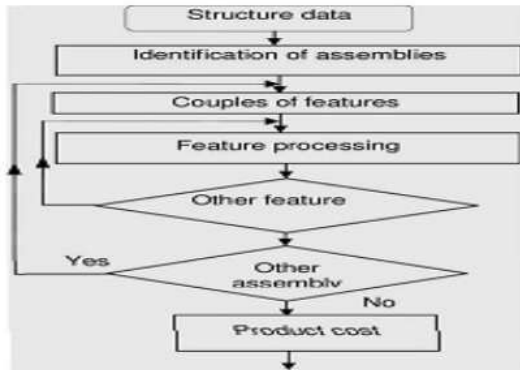 Structure data
Identification of assemblies
Couples of features
Feature processing
Other feature
Yes
Other
assembly
No
Product cost